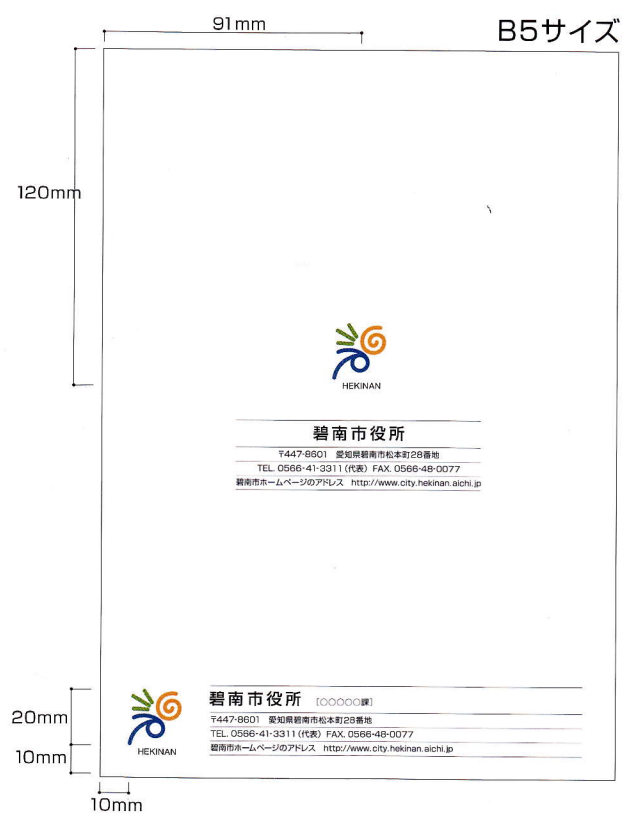 91mm
B5サイズ
120mm
HEKINAN
碧南市役所
〒447-8601 愛知県碧南市松本町28番地
TEL. 0566-41-3311(代表) FAX. 0566-48-0077
碧南市ホームページのアドレス http://www.city.hekinan.aichi.jp
20mm
10mm
10mm
HEKINAN
碧南市役所 [○○○○○課]
〒447-8601 愛知県碧南市松本町28番地
TEL. 0566-41-3311(代表) FAX. 0566-48-0077
碧南市ホームページのアドレス http://www.city.hekinan.aichi.jp